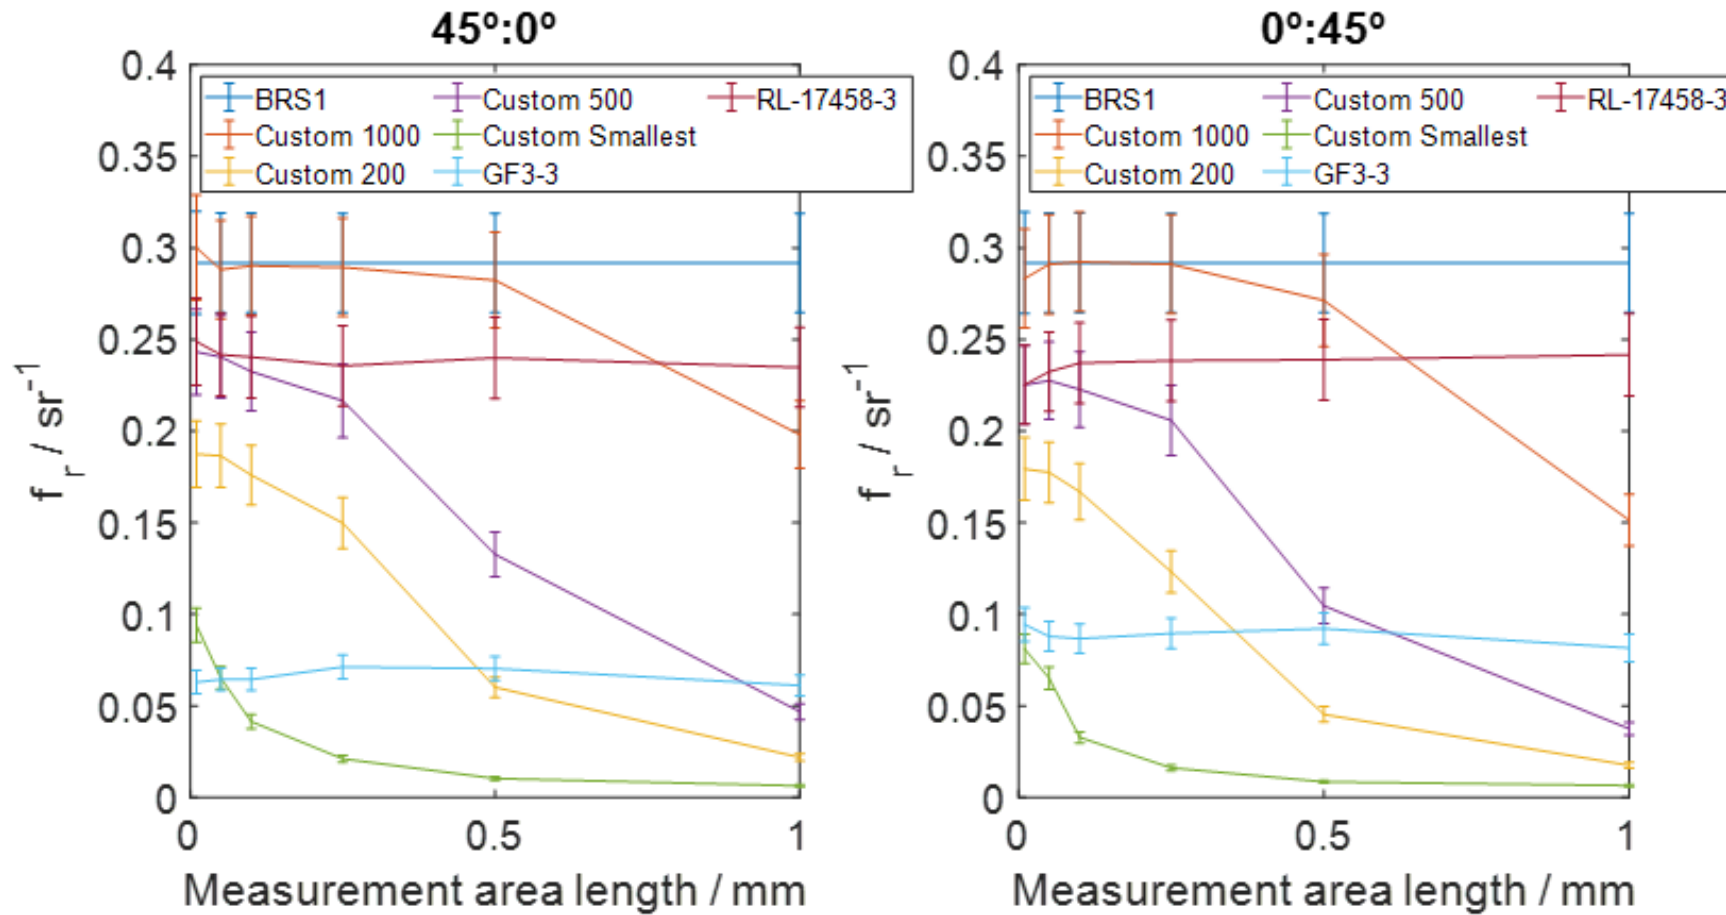 45º:0º
0.4
0.35
0.3
0.25
0.2
0.15
0.1
0.05
0
f r / sr-1
BRS1
Custom 1000
Custom 200
Custom 500
Custom Smallest
GF3-3
RL-17458-3
0 0.5 1
Measurement area length / mm
0º:45º
0.4
0.35
0.3
0.25
0.2
0.15
0.1
0.05
0
f r / sr-1
BRS1
Custom 1000
Custom 200
Custom 500
Custom Smallest
GF3-3
RL-17458-3
0 0.5 1
Measurement area length / mm